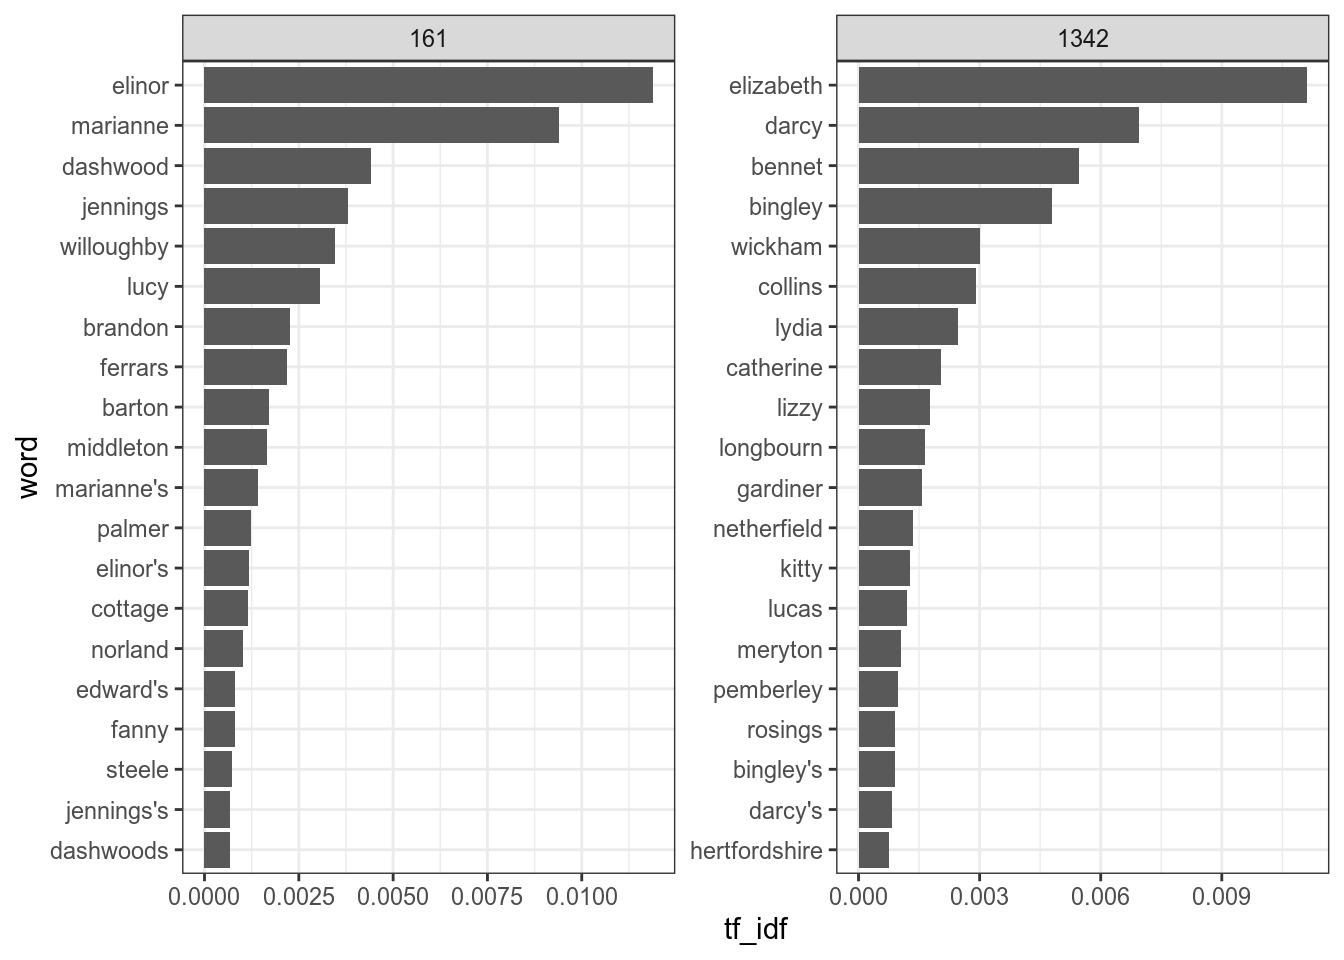 161
elinor
marianne
dashwood
jennings
willoughby
lucy
brandon
ferrars
barton
middleton
marianne's
palmer
elinor's
cottage
norland
edward's
fanny
steele
jennings's
dashwoods
0.0000 0.0025 0.0050 0.0075 0.0100
1342
elizabeth
darcy
bennet
bingley
wickham
collins
lydia
catherine
lizzy
longbourn
gardiner
netherfield
kitty
lucas
meryton
pemberley
rosings
bingley's
darcy's
hertfordshire
0.000 0.003 0.006 0.009
word
tf_idf